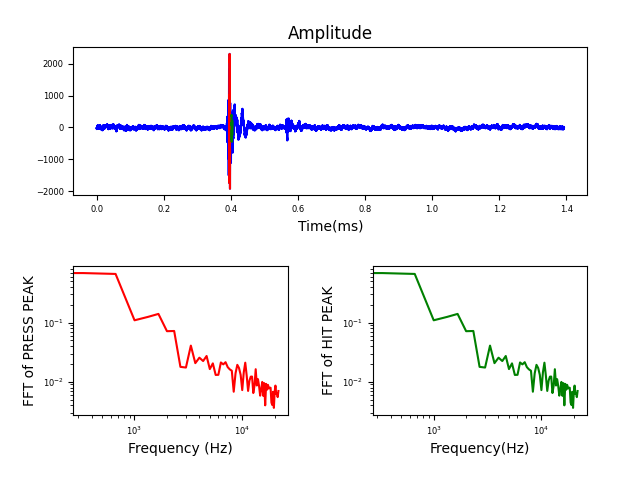 Amplitude
2000
1000
0
−1000
−2000
0.0 0.2 0.4 0.6 0.8 1.0 1.2 1.4
Time(ms)
FFT of PRESS PEAK
10⁻¹
10⁻²
10³ 10⁴
Frequency (Hz)
FFT of HIT PEAK
10⁻¹
10⁻²
10³ 10⁴
Frequency(Hz)